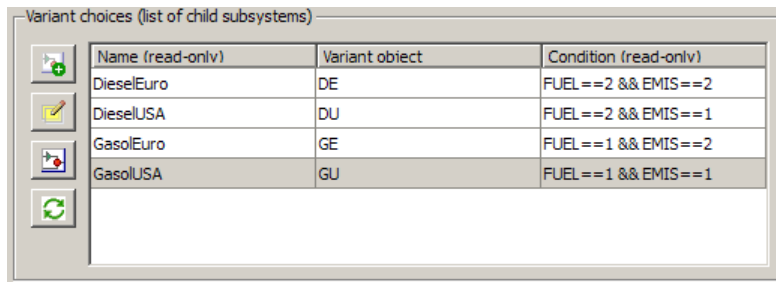 Variant choices (list of child subsystems)
Name (read-only) Variant object Condition (read-only)
DieselEuro DE FUEL==2 && EMIS==2
DieselUSA DU FUEL==2 && EMIS==1
GasolEuro GE FUEL==1 && EMIS==2
GasolUSA GU FUEL==1 && EMIS==1